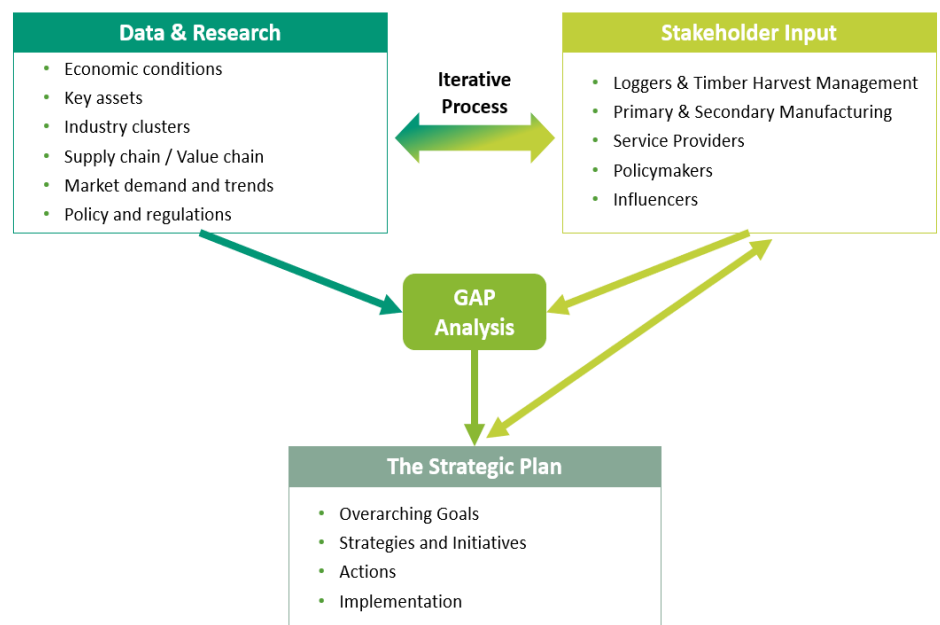 Data & Research
• Economic conditions
• Key assets
• Industry clusters
• Supply chain / Value chain
• Market demand and trends
• Policy and regulations
Iterative
Process
Stakeholder Input
• Loggers & Timber Harvest Management
• Primary & Secondary Manufacturing
• Service Providers
• Policymakers
• Influencers
GAP
Analysis
The Strategic Plan
• Overarching Goals
• Strategies and Initiatives
• Actions
• Implementation